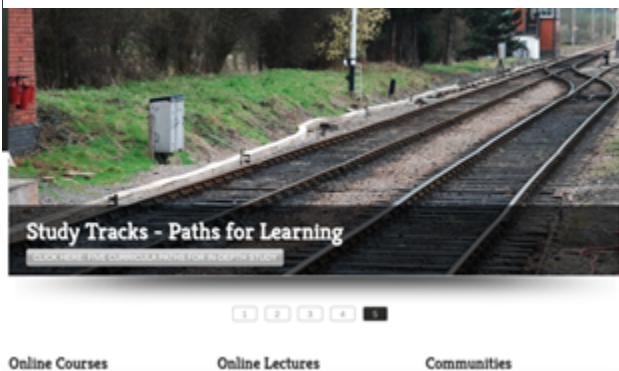 Study Tracks - Paths for Learning
CLICK HERE: FIVE CURRICULA PATHS FOR IN-DEPTH STUDY
1 2 3 4 5
Online Courses Online Lectures Communities